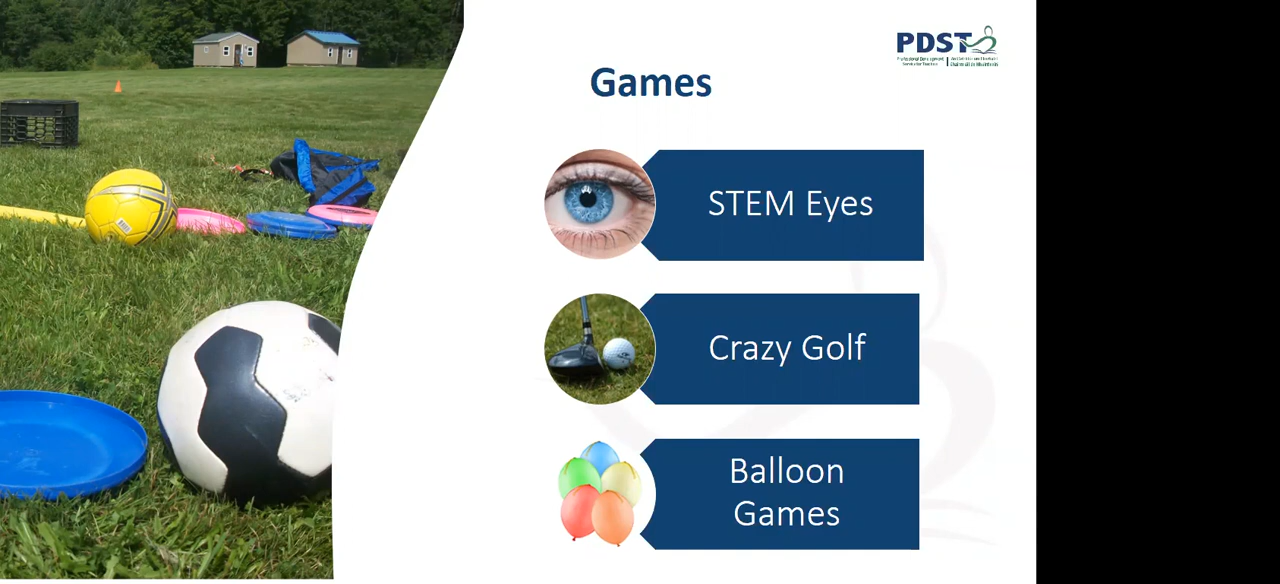 PDST
Games
STEM Eyes
Crazy Golf
Balloon
Games